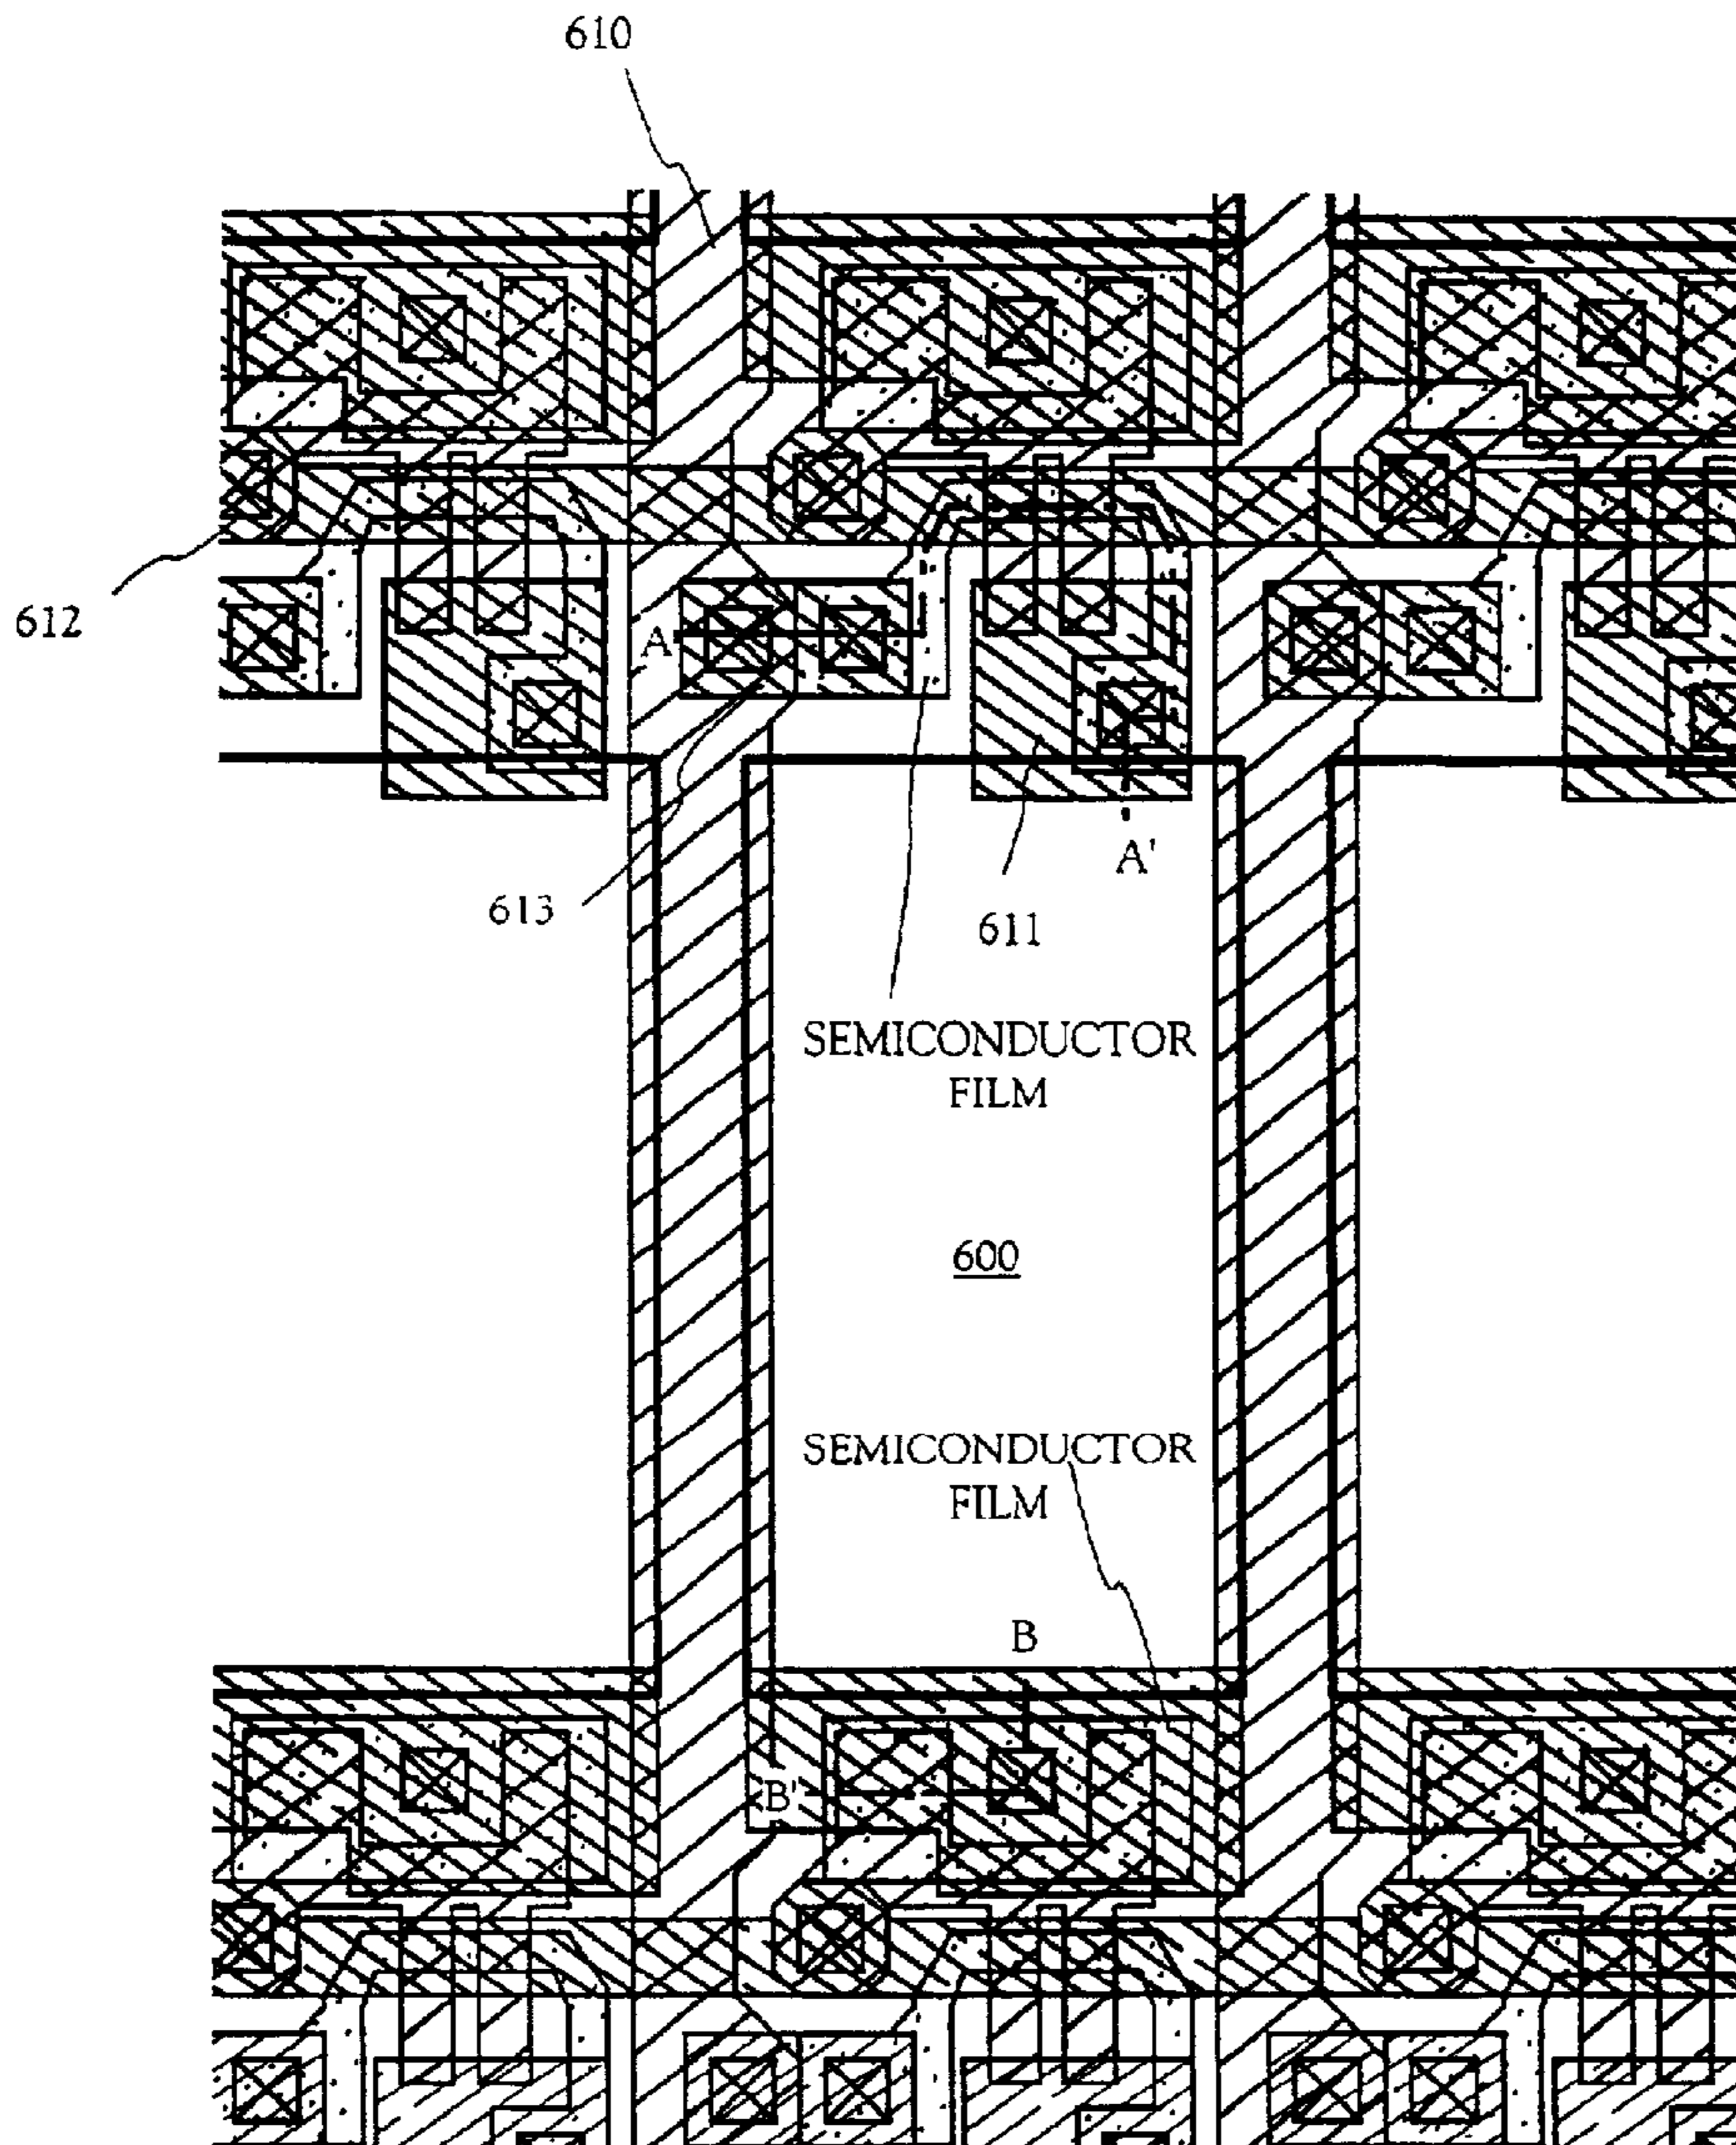 610
612
A
A'
613
611
SEMICONDUCTOR
FILM
600
SEMICONDUCTOR
FILM
B
B'